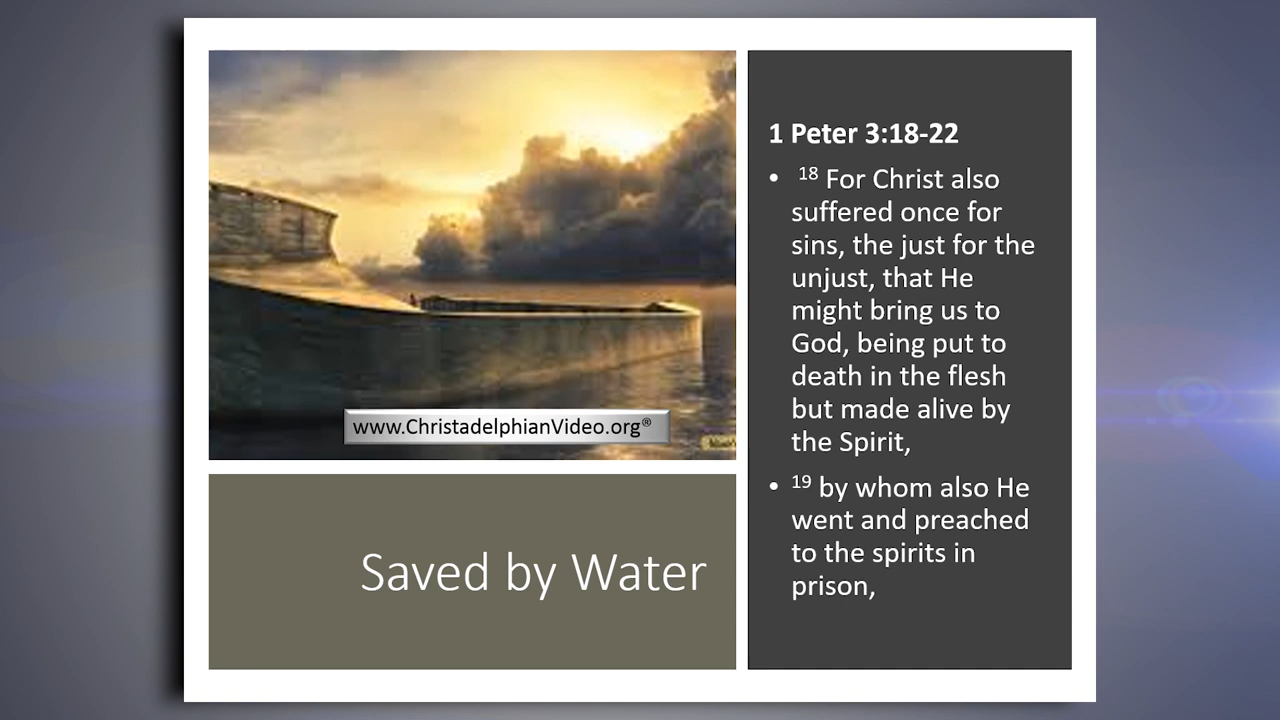 www.ChristadelphianVideo.org®
Saved by Water
1 Peter 3:18-22
• 18 For Christ also
suffered once for
sins, the just for the
unjust, that He
might bring us to
God, being put to
death in the flesh
but made alive by
the Spirit,
• 19 by whom also He
went and preached
to the spirits in
prison,